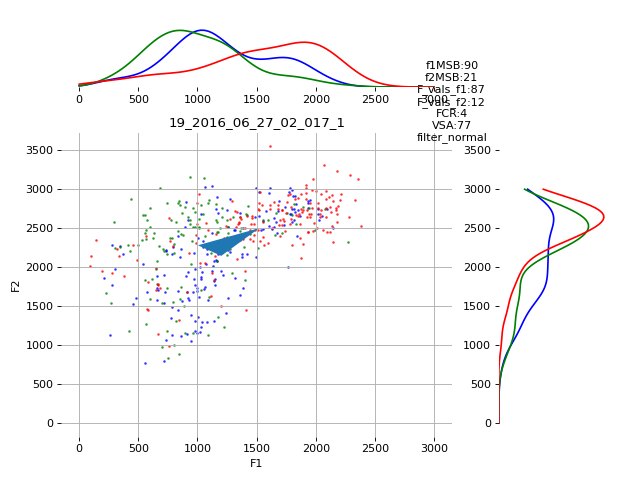 0 500 1000 1500 2000 2500 3000
f1MSB:90
f2MSB:21
F_vals_f1:87
F_vals_f2:12
FCR:4
VSA:77
filter_normal
19_2016_06_27_02_017_1
3500
3000
2500
2000
1500
1000
500
0
F2
0 500 1000 1500 2000 2500 3000
F1
3500
3000
2500
2000
1500
1000
500
0